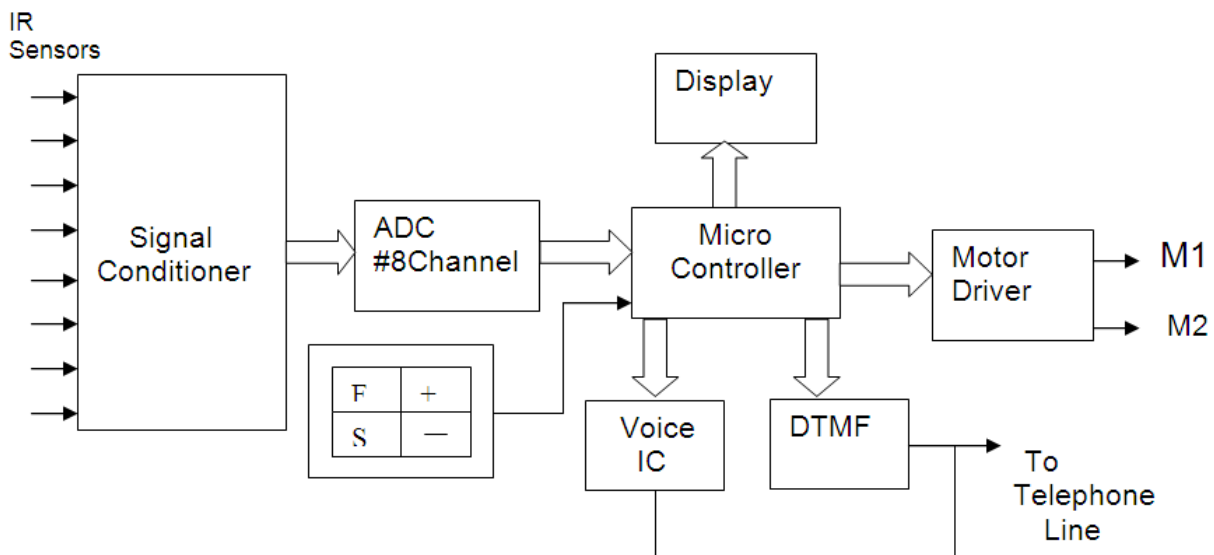 IR
Sensors
Signal
Conditioner
ADC
#8Channel
Display
Micro
Controller
Motor
Driver
M1
M2
F +
S —
Voice
IC
DTMF
To
Telephone
Line